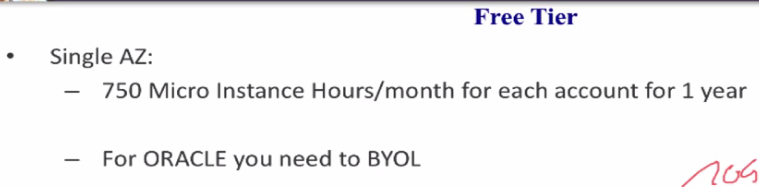 Free Tier
• Single AZ:
– 750 Micro Instance Hours/month for each account for 1 year
– For ORACLE you need to BYOL